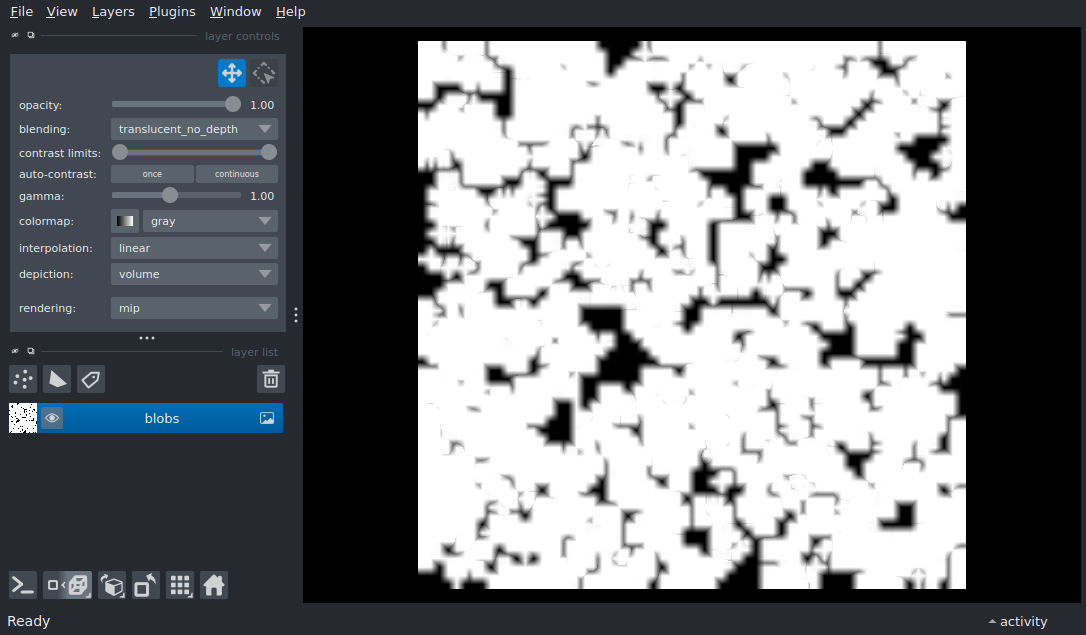 File View Layers Plugins Window Help
layer controls
opacity: 1.00
blending: translucent_no_depth
contrast limits:
auto-contrast: once continuous
gamma: 1.00
colormap: gray
interpolation: linear
depiction: volume
rendering: mip
layer list
blobs
Ready activity